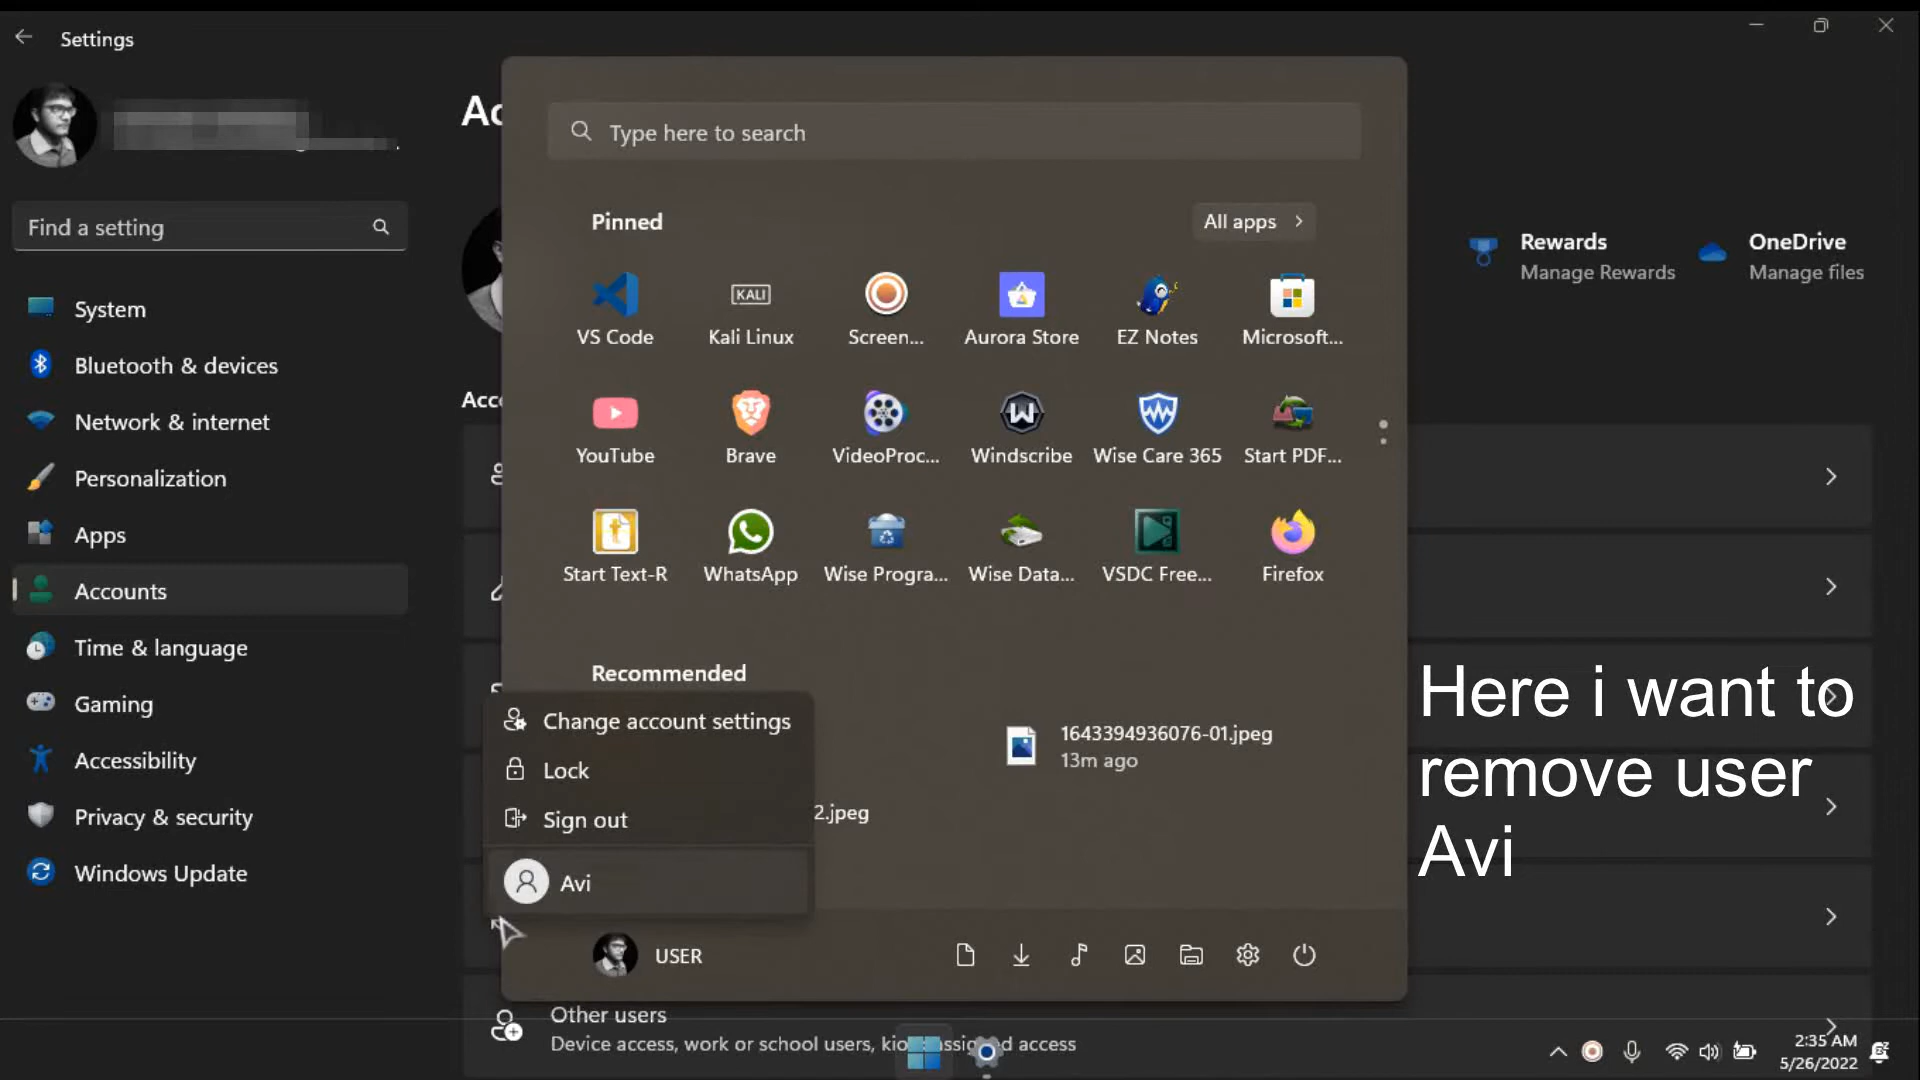 Settings
Ac
Find a setting
System
Bluetooth & devices
Network & internet
Personalization
Apps
Accounts
Time & language
Gaming
Accessibility
Privacy & security
Windows Update
Acc
Type here to search
Pinned
All apps
VS Code
KALI
Kali Linux
Screen...
Aurora Store
EZ Notes
Microsoft...
YouTube
Brave
VideoProc...
Windscribe
Wise Care 365
Start PDF...
Start Text-R
WhatsApp
Wise Progra...
Wise Data...
VSDC Free...
Firefox
Recommended
1643394936076-01.jpeg
13m ago
2.jpeg
Change account settings
Lock
Sign out
Avi
USER
Rewards
Manage Rewards
OneDrive
Manage files
Here i want to
remove user
Avi
Other users
Device access, work or school users, kio ssig d access
2:35 AM
5/26/2022